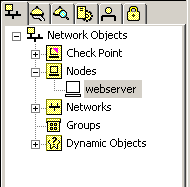 Network Objects
Check Point
Nodes
webserver
Networks
Groups
Dynamic Objects